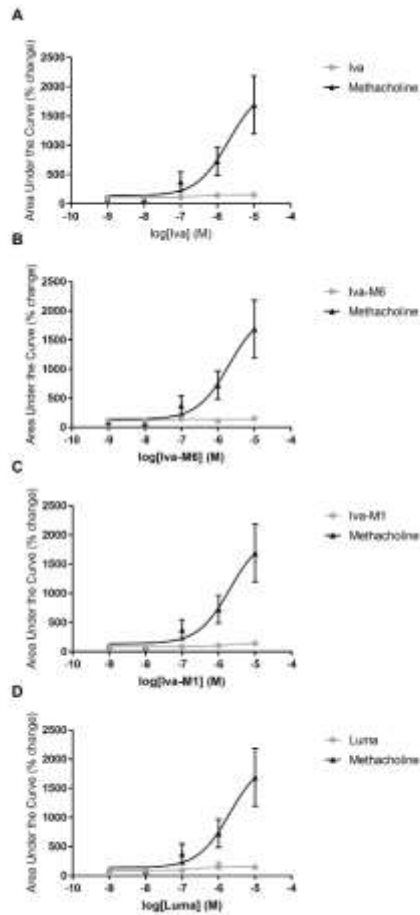 A
Area Under the Curve (% change)
2500
2000
1500
1000
500
0
-10 -9 -8 -7 -6 -5 -4
log[Iva] (M)
Iva
Methacholine
B
Area Under the Curve (% change)
2500
2000
1500
1000
500
0
-10 -9 -8 -7 -6 -5 -4
log[Iva-M6] (M)
Iva-M6
Methacholine
C
Area Under the Curve (% change)
2500
2000
1500
1000
500
0
-10 -9 -8 -7 -6 -5 -4
log[Iva-M1] (M)
Iva-M1
Methacholine
D
Area Under the Curve (% change)
2500
2000
1500
1000
500
0
-10 -9 -8 -7 -6 -5 -4
log[Luma] (M)
Luma
Methacholine